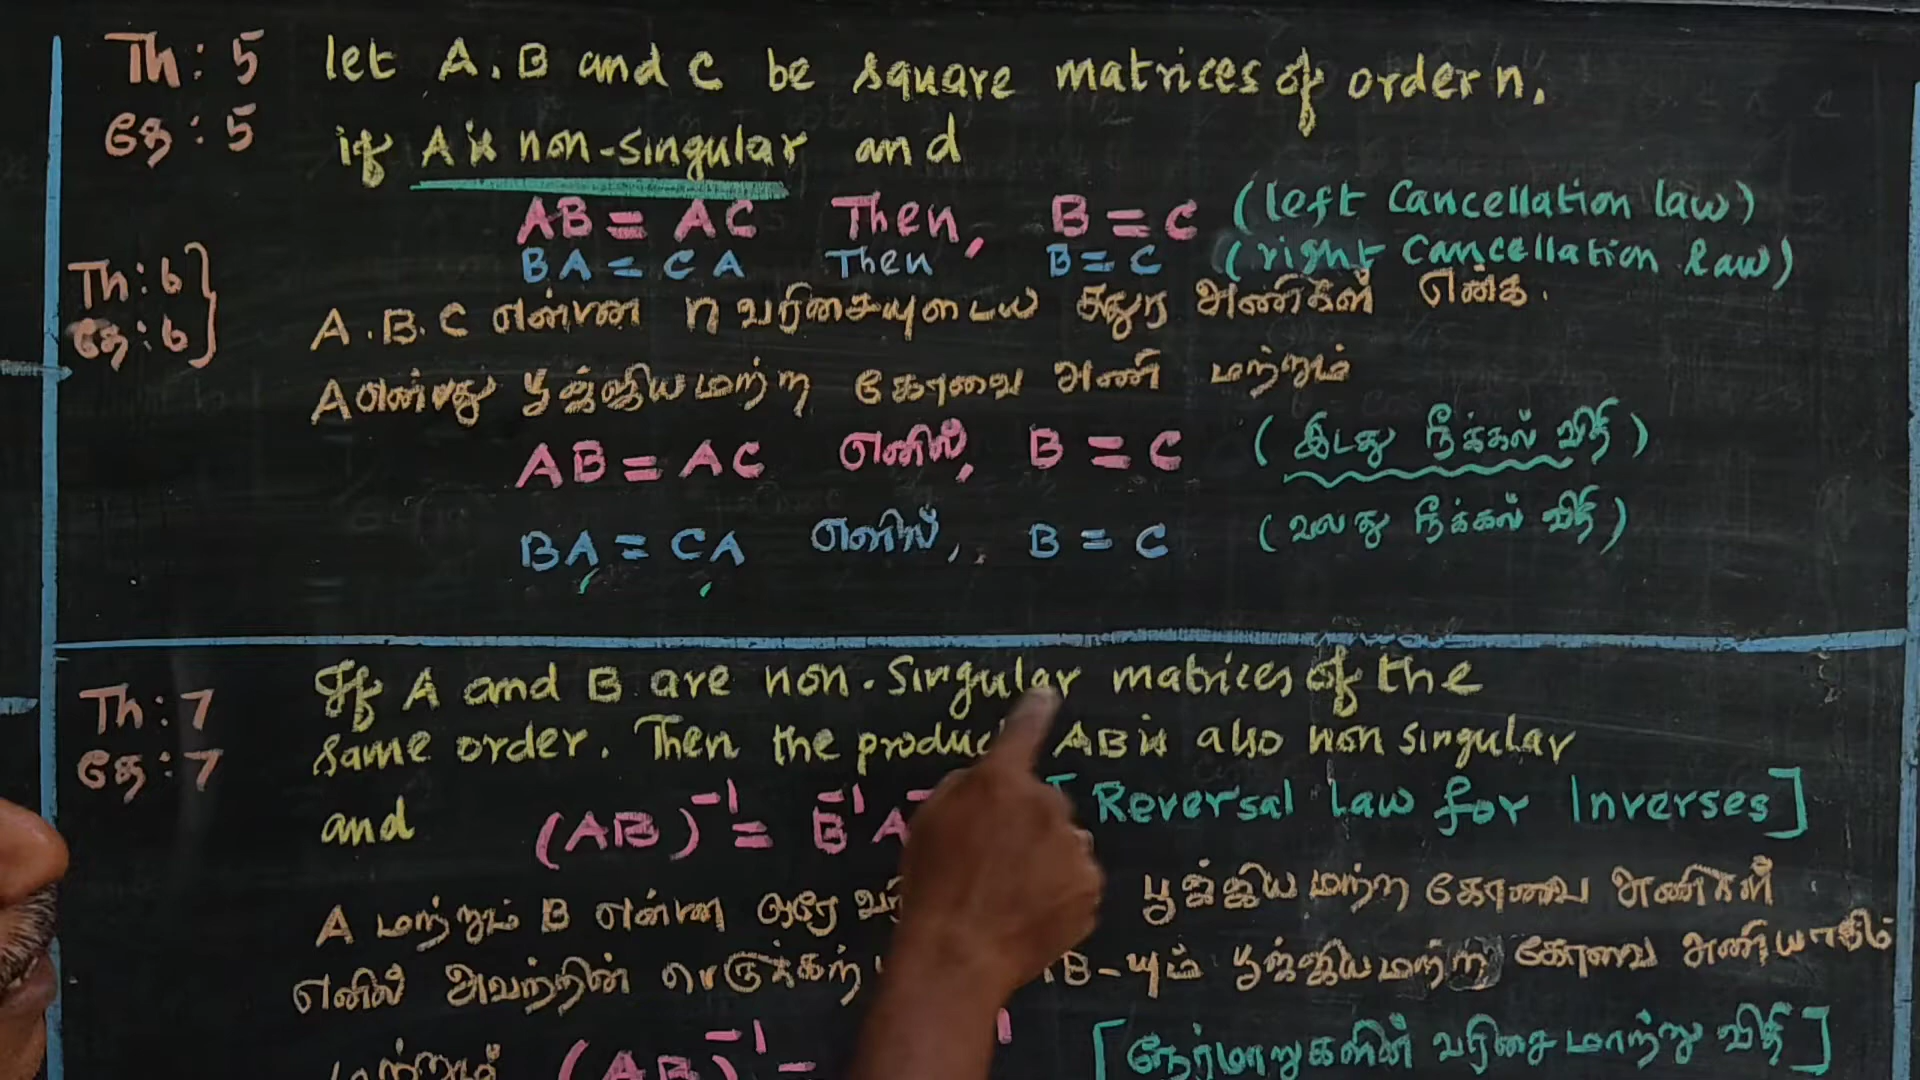 Th: 5 let A, B and C be square matrices of order n.
தே: 5 if A is non-singular and
AB = AC Then, B = C (left Cancellation law)
Th: 6 BA = CA Then B = C (right Cancellation Law)
தே: 6 A.B.C என்பன n வரிசையுடைய சதுர அணிகள் என்க.
A என்பது பூஜ்ஜியமற்ற கோவை அணி மற்றும்
AB = AC எனில், B = C (இடது நீக்கல் விதி)
BA = CA எனில், B = C (வலது நீக்கல் விதி)
Th: 7 If A and B are non-Singular matrices of the
same order. Then the produc AB is also non singular
தே: 7
and (AB)⁻¹ = B⁻¹A [Reversal Law for Inverses]
A மற்றும் B என்பன ஒரே பூஜ்ஜியமற்ற கோவை அணிகள்
எனில் அவற்றின் AB-யும் பூஜ்ஜியமற்ற கோவை அணியாகும்
மற்றும் (AB)⁻¹ = [நேர்மாறுகளின் வரிசை மாற்று விதி]